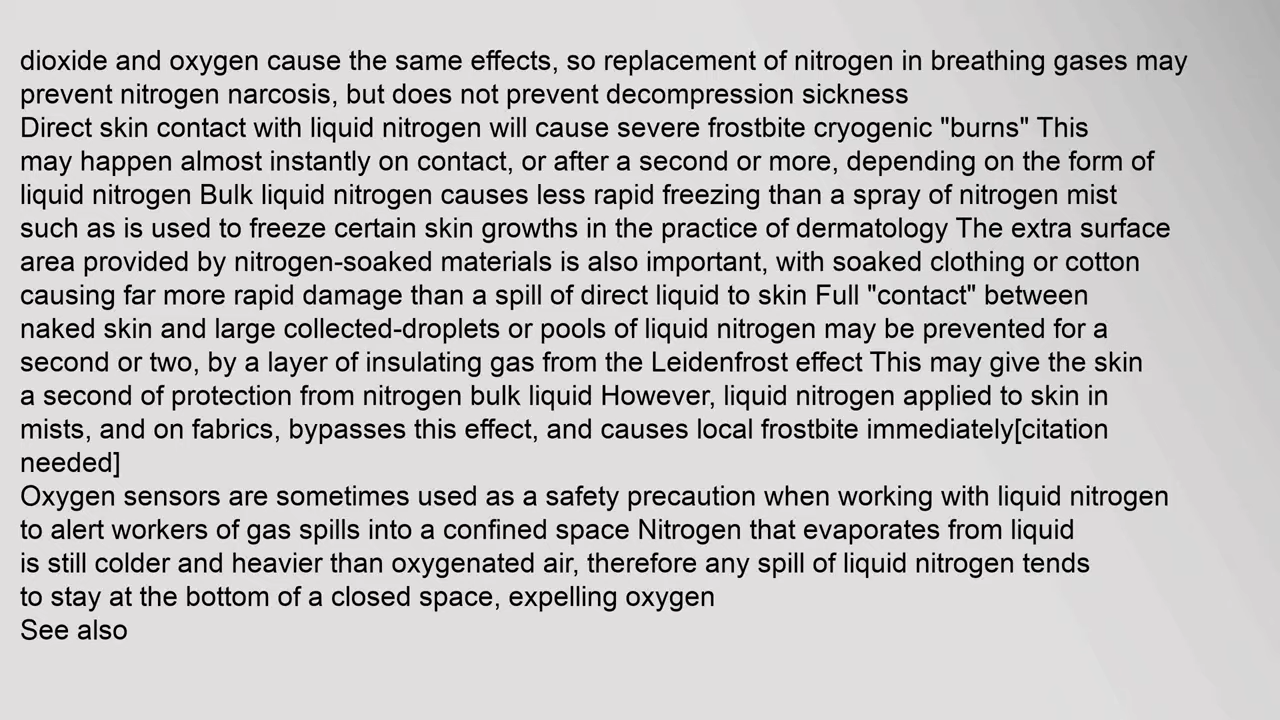 dioxide and oxygen cause the same effects, so replacement of nitrogen in breathing gases may
prevent nitrogen narcosis, but does not prevent decompression sickness
Direct skin contact with liquid nitrogen will cause severe frostbite cryogenic "burns" This
may happen almost instantly on contact, or after a second or more, depending on the form of
liquid nitrogen Bulk liquid nitrogen causes less rapid freezing than a spray of nitrogen mist
such as is used to freeze certain skin growths in the practice of dermatology The extra surface
area provided by nitrogen-soaked materials is also important, with soaked clothing or cotton
causing far more rapid damage than a spill of direct liquid to skin Full "contact" between
naked skin and large collected-droplets or pools of liquid nitrogen may be prevented for a
second or two, by a layer of insulating gas from the Leidenfrost effect This may give the skin
a second of protection from nitrogen bulk liquid However, liquid nitrogen applied to skin in
mists, and on fabrics, bypasses this effect, and causes local frostbite immediately[citation
needed]
Oxygen sensors are sometimes used as a safety precaution when working with liquid nitrogen
to alert workers of gas spills into a confined space Nitrogen that evaporates from liquid
is still colder and heavier than oxygenated air, therefore any spill of liquid nitrogen tends
to stay at the bottom of a closed space, expelling oxygen
See also